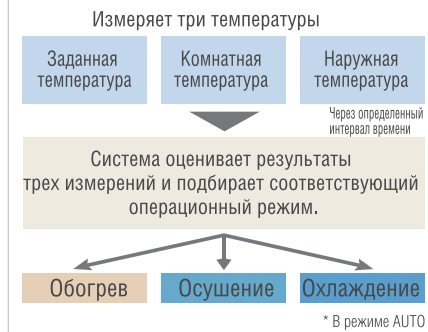 Измеряет три температуры
Заданная температура
Комнатная температура
Наружная температура
Через определенный
интервал времени
Система оценивает результаты
трех измерений и подбирает соответствующий
операционный режим.
Обогрев
Осушение
Охлаждение
* В режиме AUTO